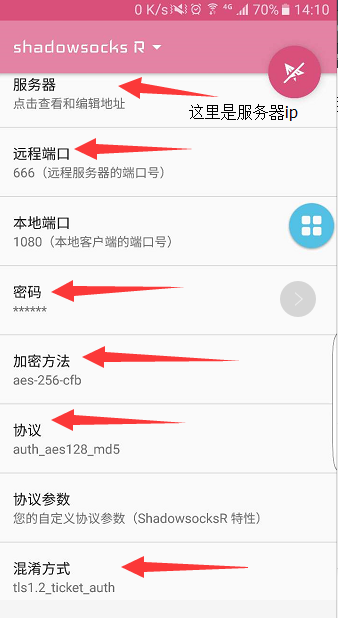 0 K/s 4G 70% 14:10
shadowsocks R
服务器
点击查看和编辑地址
这里是服务器ip
远程端口
666（远程服务器的端口号）
本地端口
1080（本地客户端的端口号）
密码
******
加密方法
aes-256-cfb
协议
auth_aes128_md5
协议参数
您的自定义协议参数（ShadowsocksR 特性）
混淆方式
tls1.2_ticket_auth